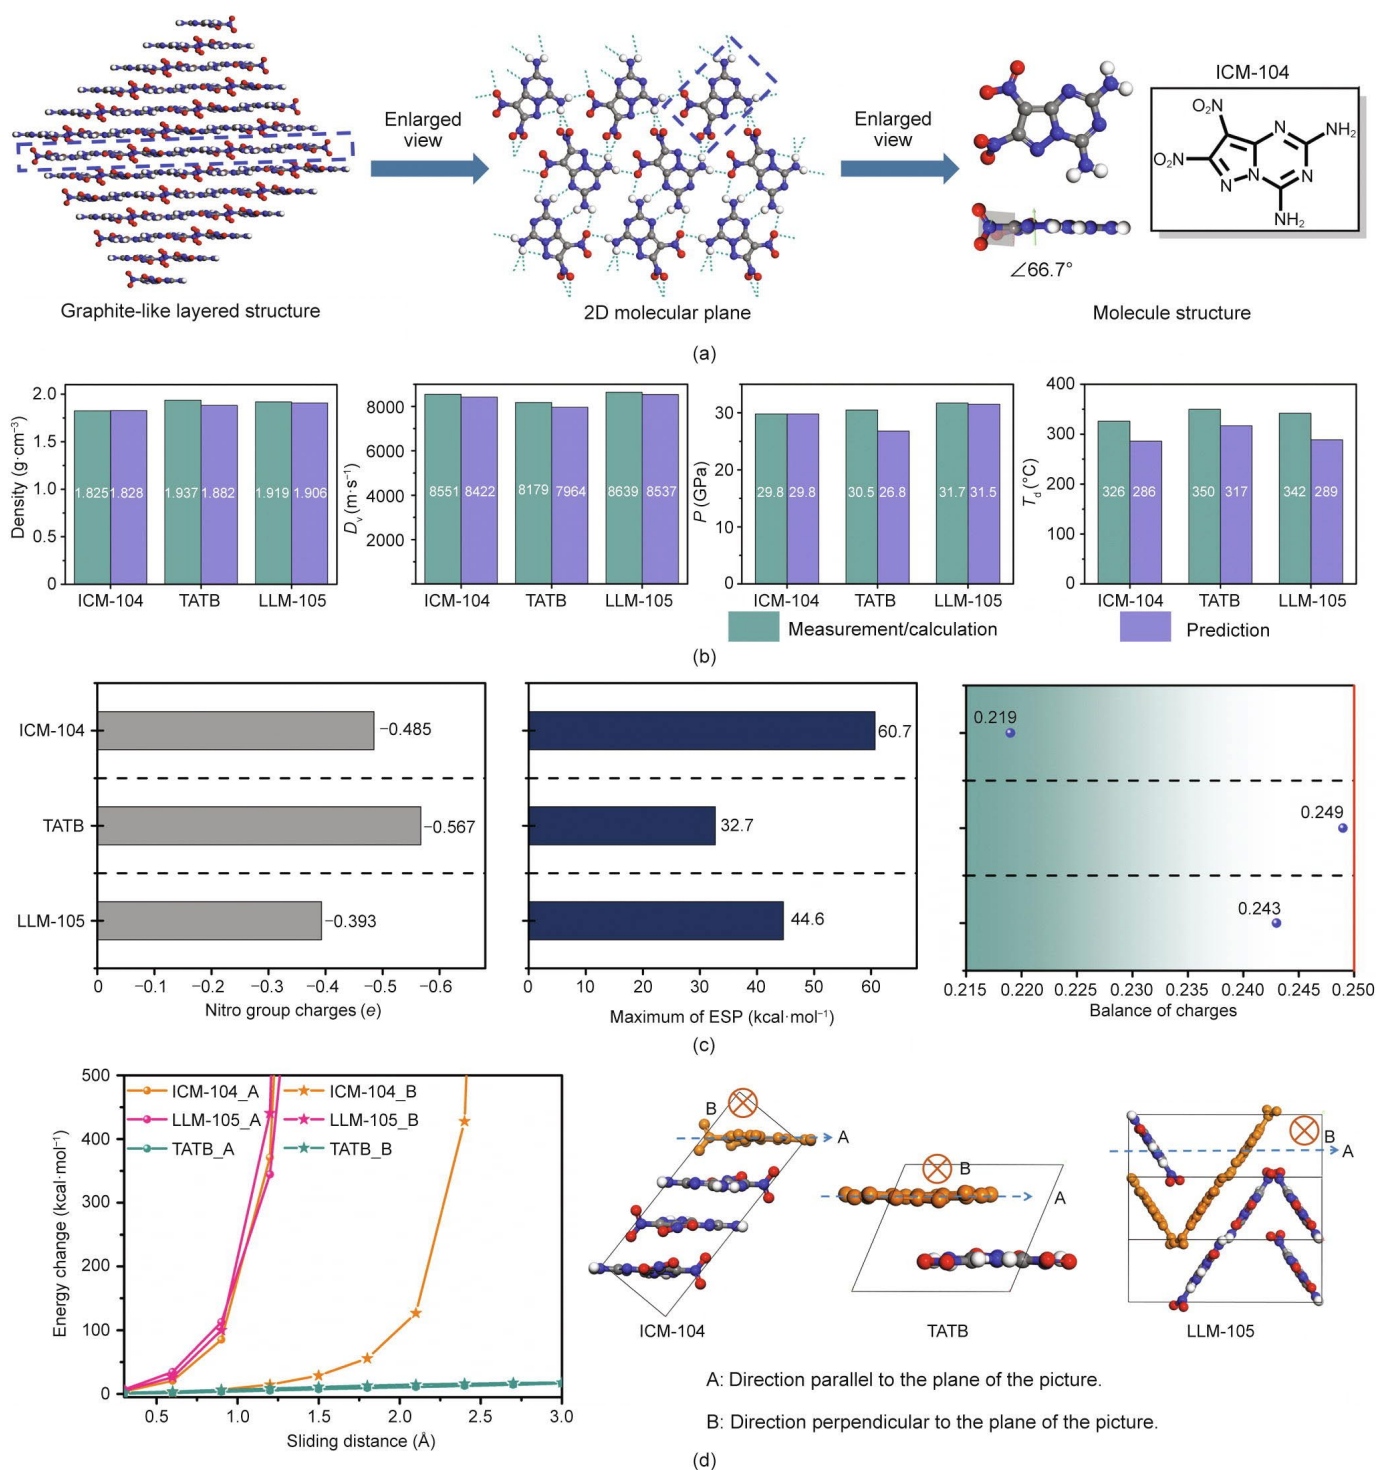 Enlarged
view
Enlarged
view
ICM-104
O₂N
O₂N
N
N
N
N
N
NH₂
NH₂
∠66.7°
Graphite-like layered structure
2D molecular plane
Molecule structure
(a)
Density (g·cm⁻³)
2.0
1.5
1.0
0.5
0
1.825 1.828 1.937 1.882 1.919 1.906
ICM-104 TATB LLM-105
Dᵥ (m·s⁻¹)
8000
6000
4000
2000
8551 8422 8179 7964 8639 8537
ICM-104 TATB LLM-105
P (GPa)
30
20
10
0
29.8 29.8 30.5 26.8 31.7 31.5
ICM-104 TATB LLM-105
T_d (°C)
400
300
200
100
0
326 286 350 317 342 289
ICM-104 TATB LLM-105
Measurement/calculation
Prediction
(b)
ICM-104
TATB
LLM-105
−0.485
−0.567
−0.393
0 −0.1 −0.2 −0.3 −0.4 −0.5 −0.6
Nitro group charges (e)
60.7
32.7
44.6
0 10 20 30 40 50 60
Maximum of ESP (kcal·mol⁻¹)
0.219
0.249
0.243
0.215 0.220 0.225 0.230 0.235 0.240 0.245 0.250
Balance of charges
(c)
Energy change (kcal·mol⁻¹)
500
400
300
200
100
0
ICM-104_A ICM-104_B
LLM-105_A LLM-105_B
TATB_A TATB_B
0.5 1.0 1.5 2.0 2.5 3.0
Sliding distance (Å)
B
A
ICM-104
B
A
TATB
B
A
LLM-105
A: Direction parallel to the plane of the picture.
B: Direction perpendicular to the plane of the picture.
(d)